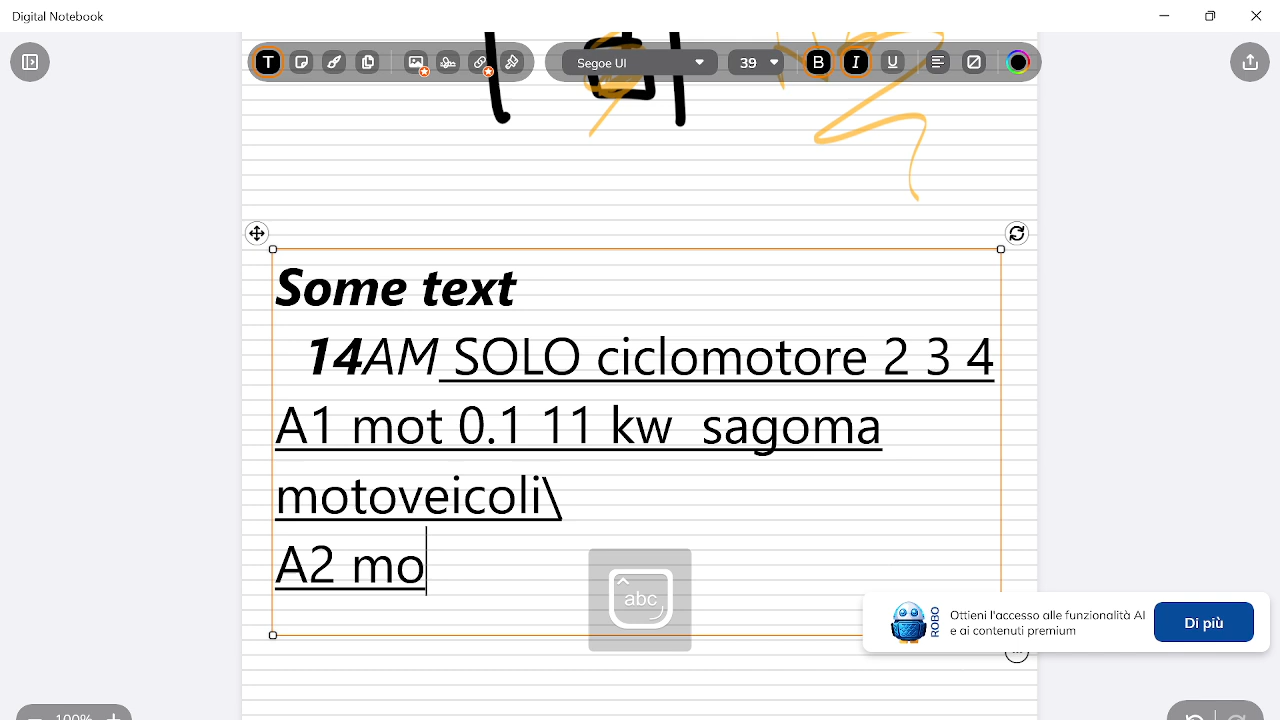 Digital Notebook
T
Segoe UI
39
B I U
Some text
14AM SOLO ciclomotore 2 3 4
A1 mot 0.1 11 kw  sagoma
motoveicoli\
A2 mo
abc
ROBO
Ottieni l'accesso alle funzionalità AI
e ai contenuti premium
Di più
100%